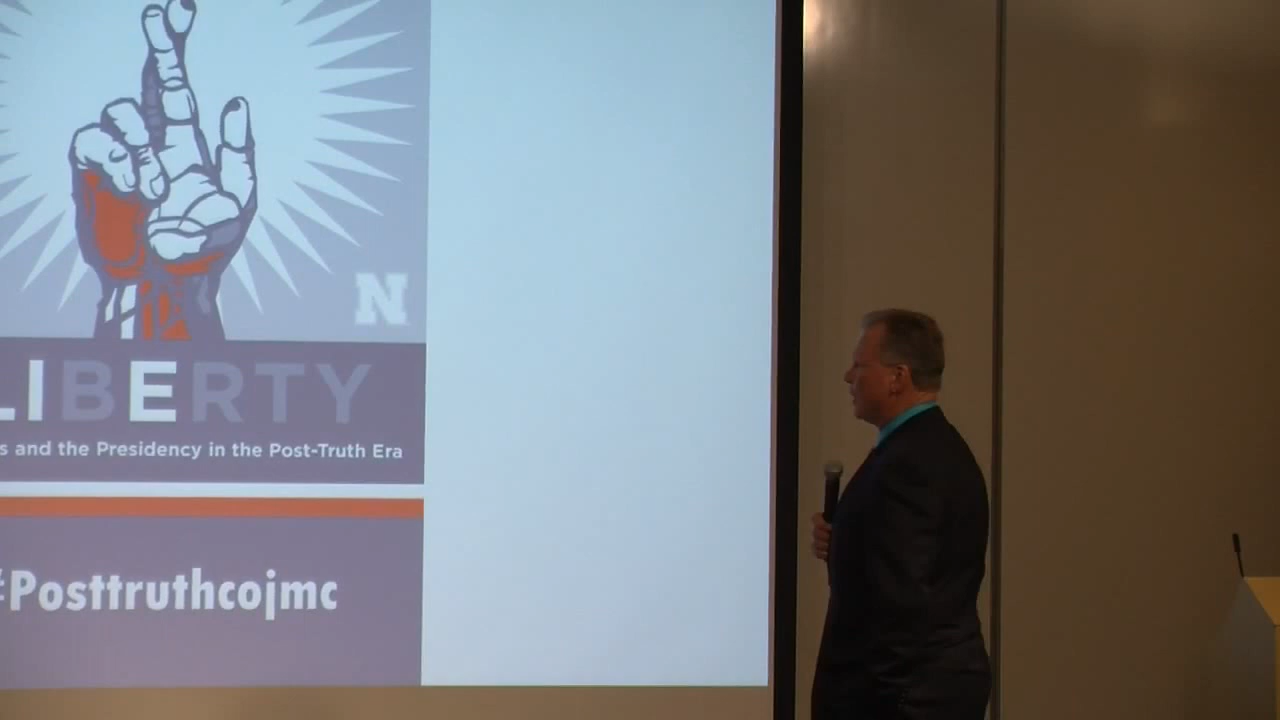 N
LIBERTY
s and the Presidency in the Post-Truth Era
#Posttruthcojmc